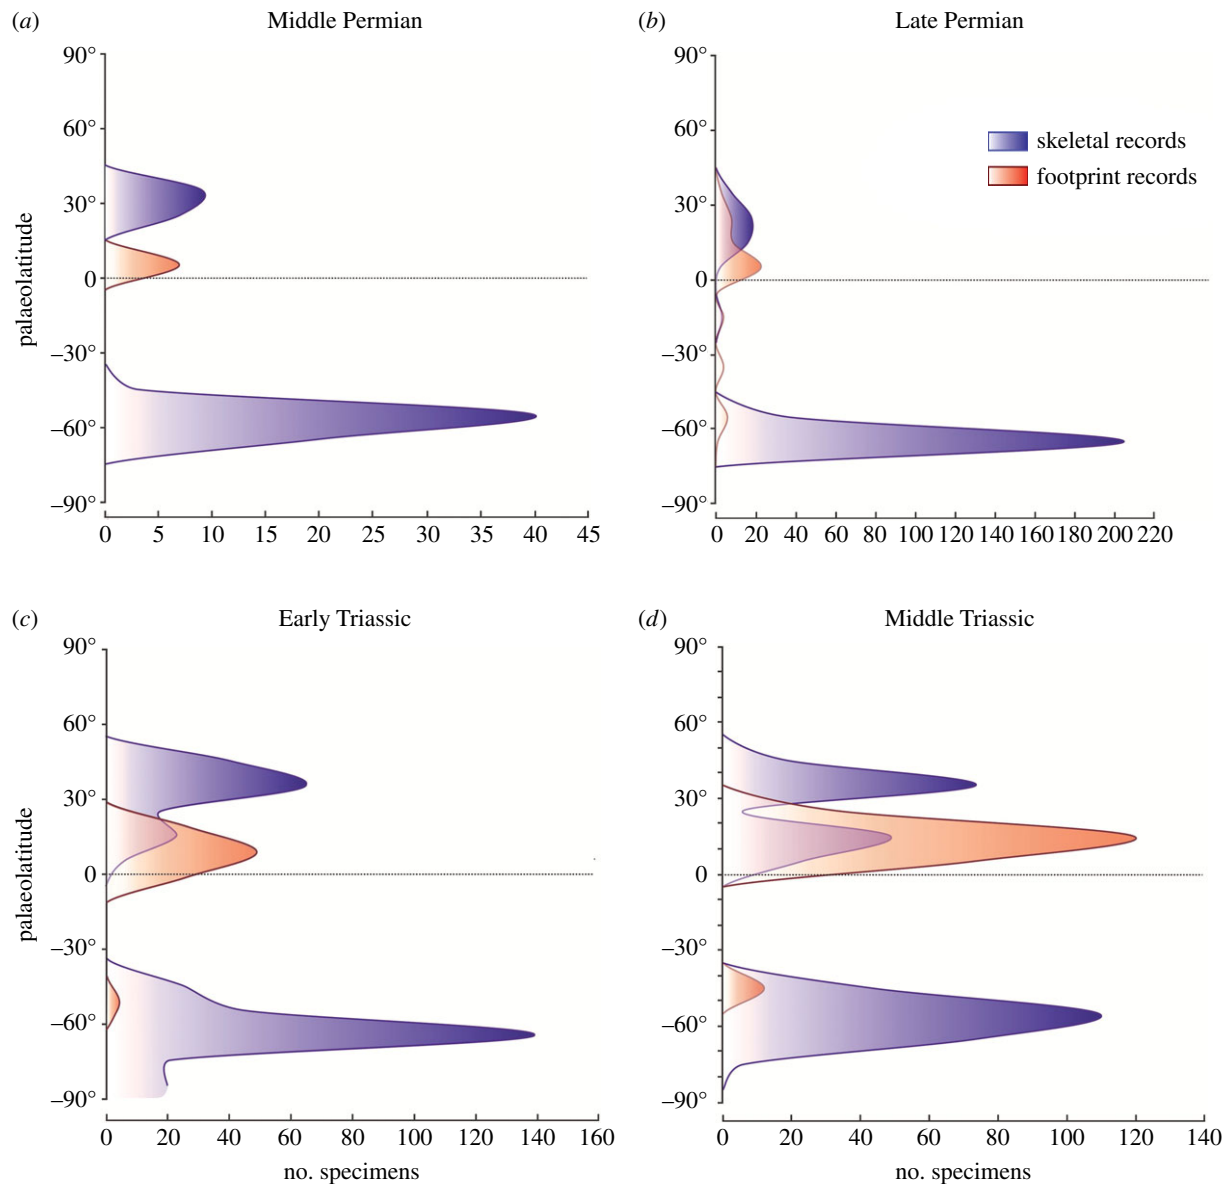 (a) Middle Permian
90°
60°
30°
0
–30°
–60°
–90°
palaeolatitude
0 5 10 15 20 25 30 35 40 45
(b) Late Permian
90°
60°
30°
0
–30°
–60°
–90°
skeletal records
footprint records
0 20 40 60 80 100 120 140 160 180 200 220
(c) Early Triassic
90°
60°
30°
0
–30°
–60°
–90°
palaeolatitude
0 20 40 60 80 100 120 140 160
no. specimens
(d) Middle Triassic
90°
60°
30°
0
–30°
–60°
–90°
0 20 40 60 80 100 120 140
no. specimens